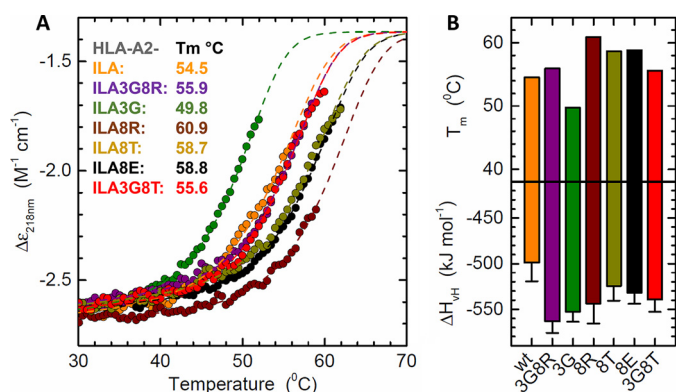 A
HLA-A2- Tm °C
ILA: 54.5
ILA3G8R: 55.9
ILA3G: 49.8
ILA8R: 60.9
ILA8T: 58.7
ILA8E: 58.8
ILA3G8T: 55.6
-1.5
-2.0
-2.5
Δε218nm (M-1 cm-1)
30 40 50 60 70
Temperature (0C)
B
60
50
40
Tm (0C)
-450
-500
-550
ΔHvH (kJ mol-1)
wt 3G8R 3G 8R 8T 8E 3G8T